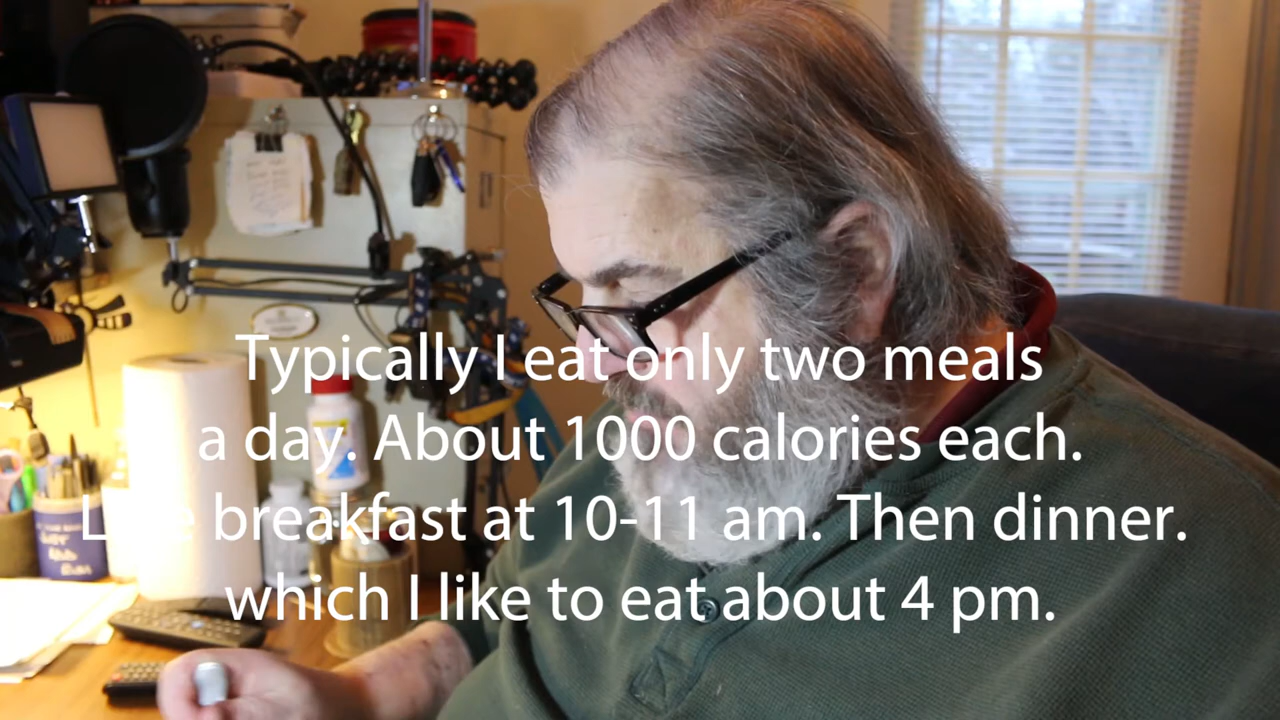 Typically I eat only two meals
a day. About 1000 calories each.
Late breakfast at 10-11 am. Then dinner.
which I like to eat about 4 pm.